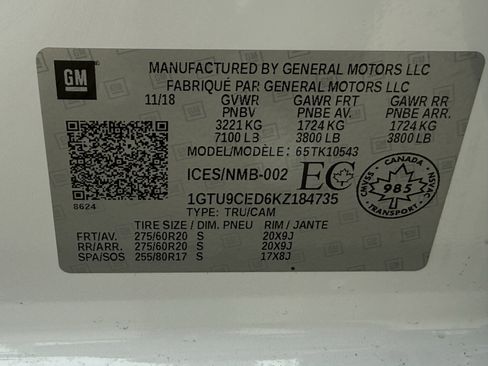 GM
MANUFACTURED BY GENERAL MOTORS LLC
FABRIQUÉ PAR GENERAL MOTORS LLC
11/18 GVWR GAWR FRT GAWR RR
PNBV PNBE AV. PNBE ARR.
3221 KG 1724 KG 1724 KG
7100 LB 3800 LB 3800 LB
MODEL/MODÈLE: 65TK10543
ICES/NMB-002 EC
CANADA
CMVSS NSVAC
985
TRANSPORT
8624
1GTU9CED6KZ184735
TYPE: TRU/CAM
TIRE SIZE / DIM. PNEU RIM / JANTE
FRT/AV. 275/60R20 S 20X9J
RR/ARR. 275/60R20 S 20X9J
SPA/SOS 255/80R17 S 17X8J